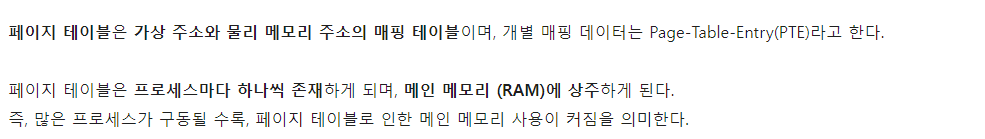 페이지 테이블은 가상 주소와 물리 메모리 주소의 매핑 테이블이며, 개별 매핑 데이터는 Page-Table-Entry(PTE)라고 한다.
페이지 테이블은 프로세스마다 하나씩 존재하게 되며, 메인 메모리 (RAM)에 상주하게 된다.
즉, 많은 프로세스가 구동될 수록, 페이지 테이블로 인한 메인 메모리 사용이 커짐을 의미한다.